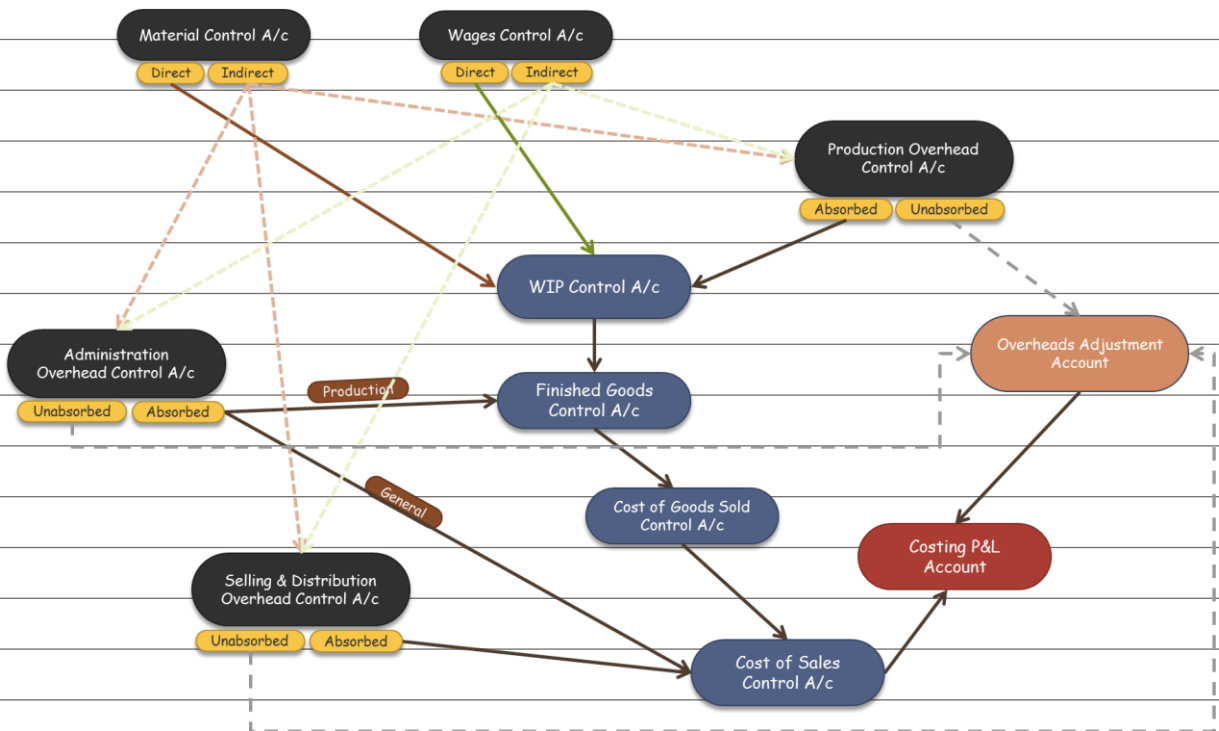 Material Control A/c
Direct
Indirect
Wages Control A/c
Direct
Indirect
Production Overhead
Control A/c
Absorbed
Unabsorbed
WIP Control A/c
Administration
Overhead Control A/c
Unabsorbed
Absorbed
Production
Finished Goods
Control A/c
Overheads Adjustment
Account
General
Cost of Goods Sold
Control A/c
Costing P&L
Account
Selling & Distribution
Overhead Control A/c
Unabsorbed
Absorbed
Cost of Sales
Control A/c